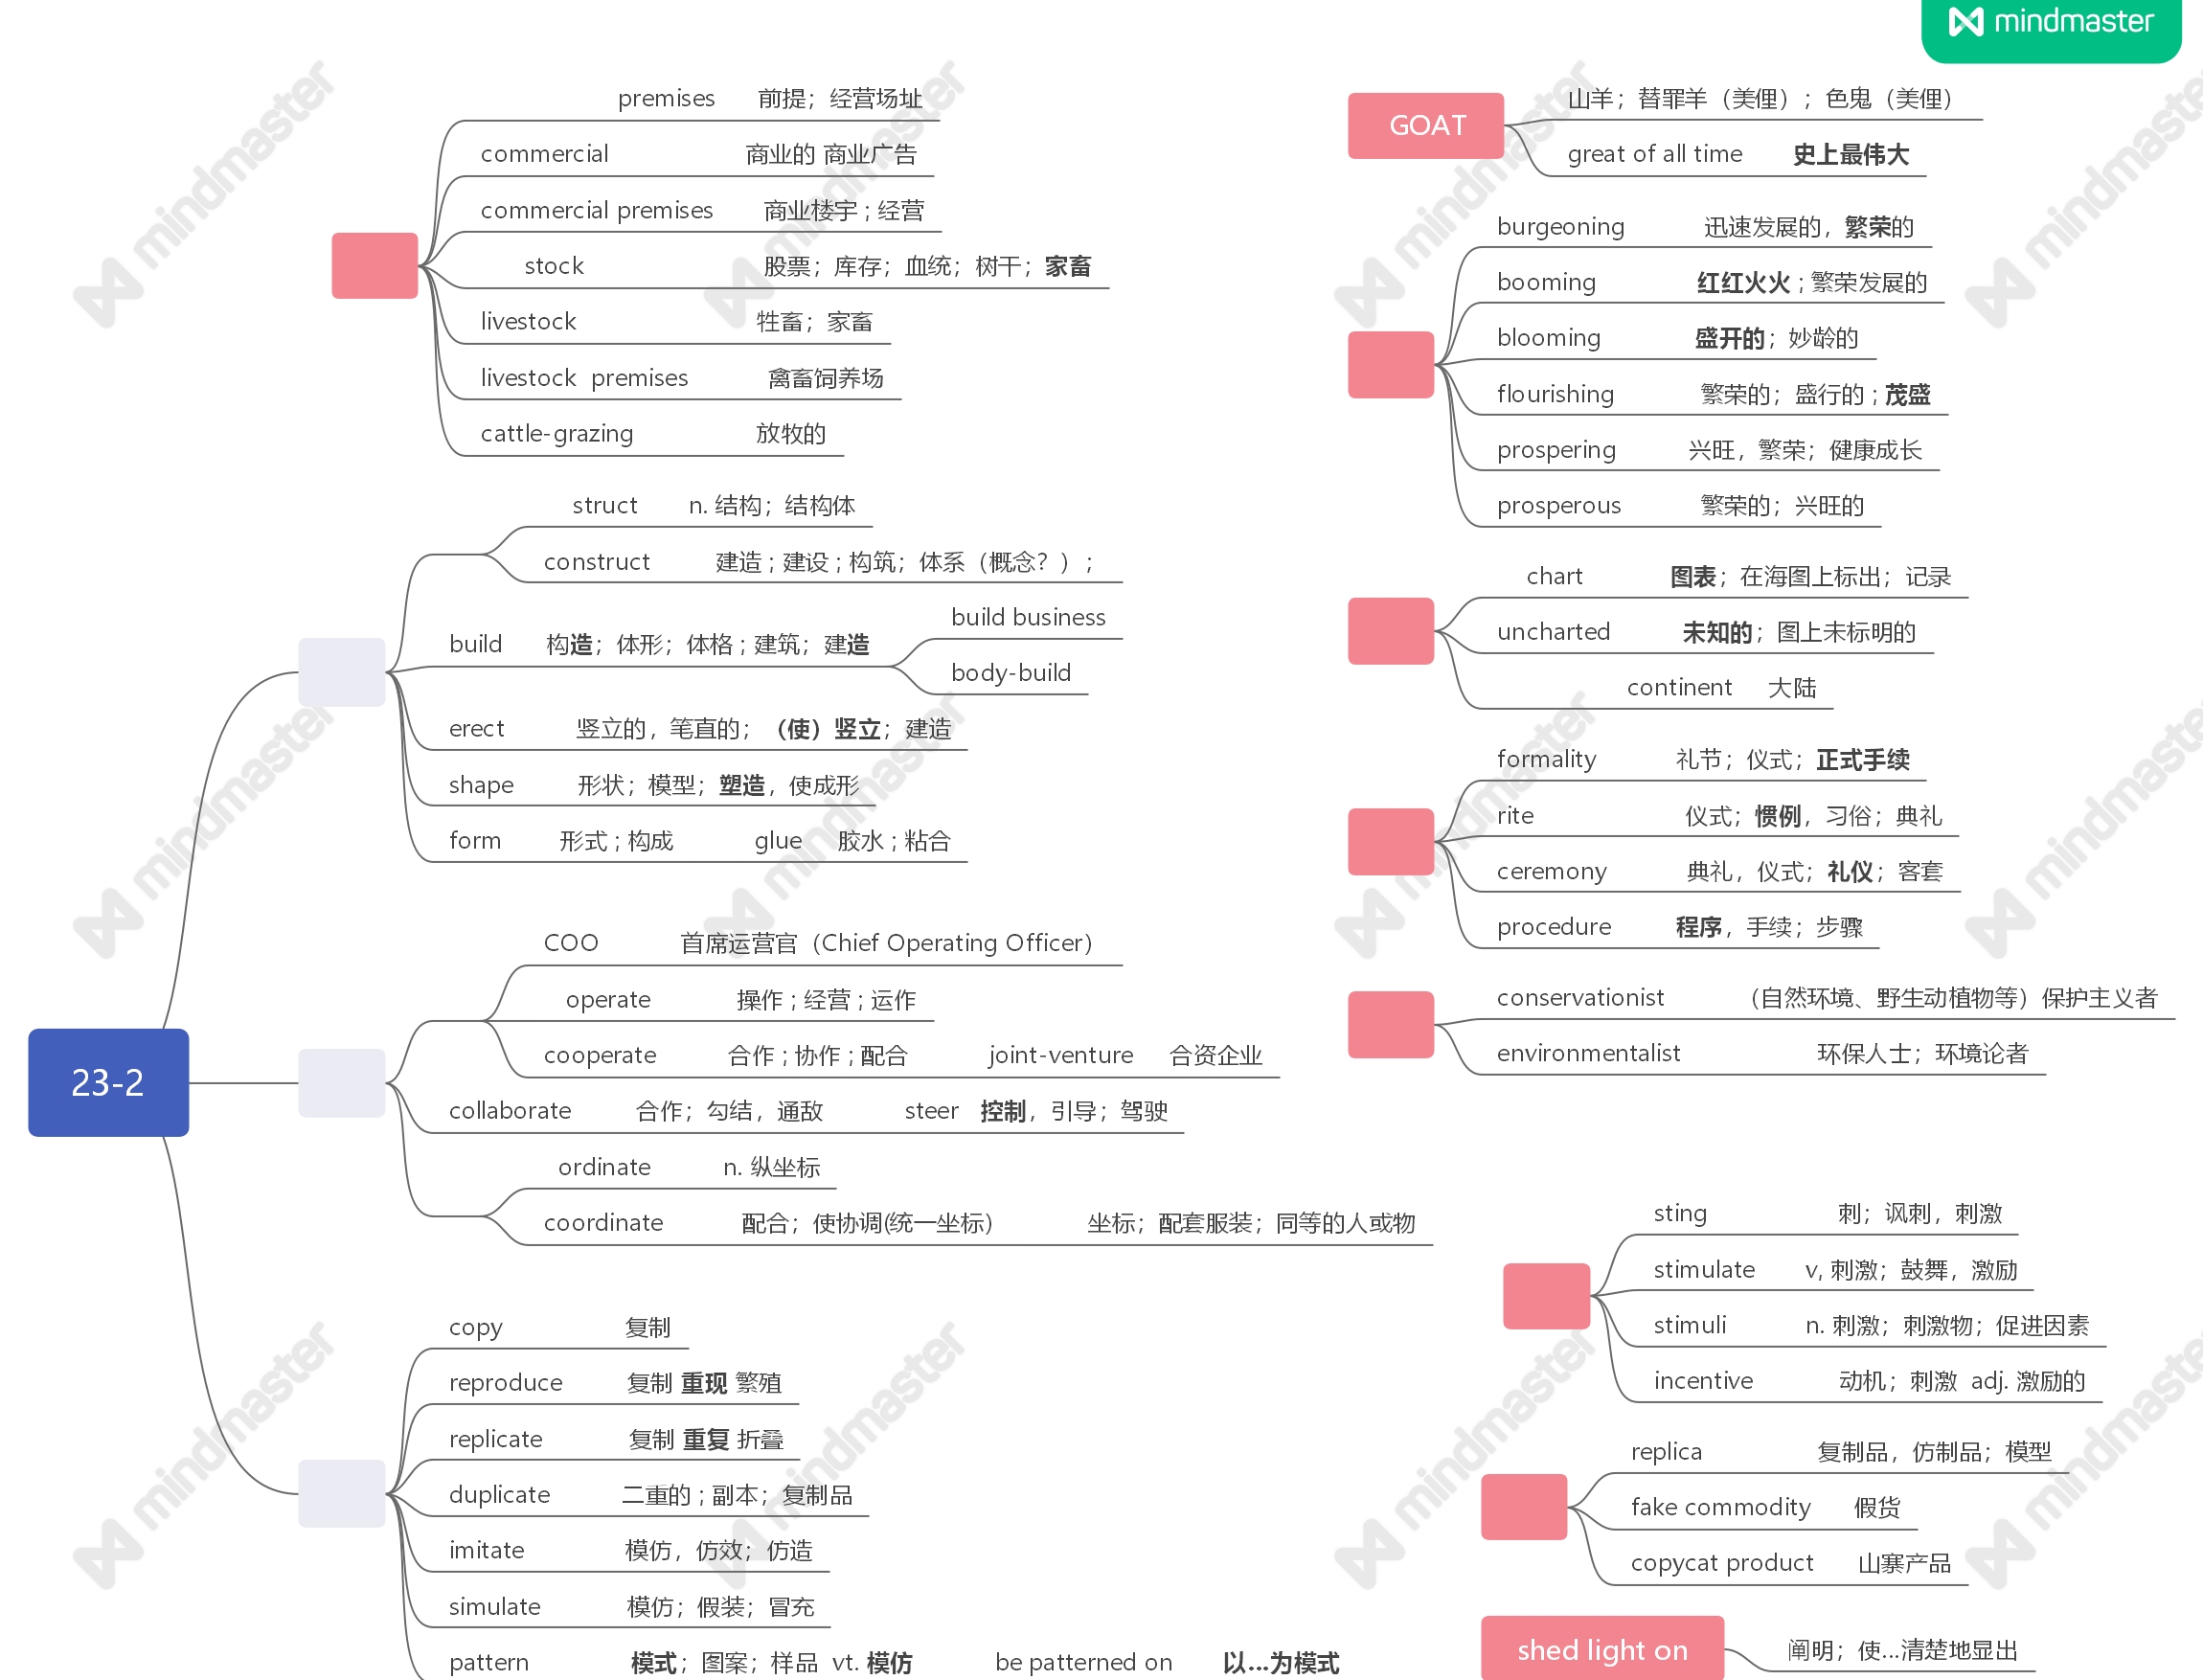 mindmaster
premises 前提；经营场址
commercial 商业的 商业广告
commercial premises 商业楼宇 ; 经营
stock 股票；库存；血统；树干；家畜
livestock 牲畜；家畜
livestock premises 禽畜饲养场
cattle-grazing 放牧的
struct n. 结构；结构体
construct 建造 ; 建设 ; 构筑；体系（概念？）;
build 构造；体形；体格 ; 建筑；建造
build business
body-build
erect 竖立的，笔直的；（使）竖立；建造
shape 形状；模型；塑造，使成形
form 形式 ; 构成 glue 胶水 ; 粘合
23-2
COO 首席运营官（Chief Operating Officer）
operate 操作 ; 经营 ; 运作
cooperate 合作 ; 协作 ; 配合 joint-venture 合资企业
collaborate 合作；勾结，通敌 steer 控制，引导；驾驶
ordinate n. 纵坐标
coordinate 配合；使协调(统一坐标） 坐标；配套服装；同等的人或物
copy 复制
reproduce 复制 重现 繁殖
replicate 复制 重复 折叠
duplicate 二重的 ; 副本；复制品
imitate 模仿，仿效；仿造
simulate 模仿；假装；冒充
pattern 模式；图案；样品 vt. 模仿 be patterned on 以...为模式
GOAT
山羊；替罪羊（美俚）；色鬼（美俚）
great of all time 史上最伟大
burgeoning 迅速发展的，繁荣的
booming 红红火火 ; 繁荣发展的
blooming 盛开的；妙龄的
flourishing 繁荣的；盛行的 ; 茂盛
prospering 兴旺，繁荣；健康成长
prosperous 繁荣的；兴旺的
chart 图表；在海图上标出；记录
uncharted 未知的；图上未标明的
continent 大陆
formality 礼节；仪式；正式手续
rite 仪式；惯例，习俗；典礼
ceremony 典礼，仪式；礼仪；客套
procedure 程序，手续；步骤
conservationist （自然环境、野生动植物等）保护主义者
environmentalist 环保人士；环境论者
sting 刺；讽刺，刺激
stimulate v, 刺激；鼓舞，激励
stimuli n. 刺激；刺激物；促进因素
incentive 动机；刺激 adj. 激励的
replica 复制品，仿制品；模型
fake commodity 假货
copycat product 山寨产品
shed light on
阐明；使...清楚地显出